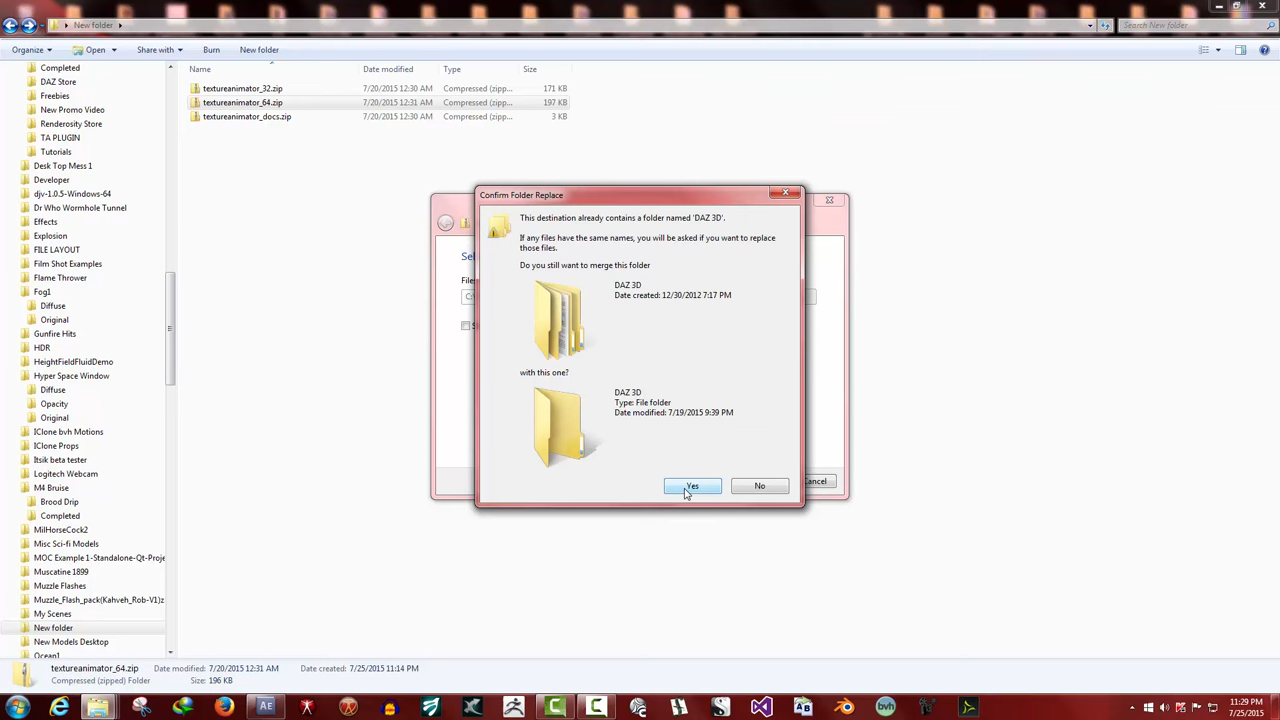 New folder
Search New folder
Organize
Open
Share with
Burn
New folder
Name
Date modified
Type
Size
textureanimator_32.zip
7/20/2015 12:30 AM
Compressed (zipp...
171 KB
textureanimator_64.zip
7/20/2015 12:31 AM
Compressed (zipp...
197 KB
textureanimator_docs.zip
7/20/2015 12:30 AM
Compressed (zipp...
3 KB
Completed
DAZ Store
Freebies
New Promo Video
Renderosity Store
TA PLUGIN
Tutorials
Desk Top Mess 1
Developer
djv-1.0.5-Windows-64
Dr Who Wormhole Tunnel
Effects
Explosion
FILE LAYOUT
Film Shot Examples
Flame Thrower
Fog1
Diffuse
Original
Gunfire Hits
HDR
HeightFieldFluidDemo
Hyper Space Window
Diffuse
Opacity
Original
IClone bvh Motions
IClone Props
Itsik beta tester
Logitech Webcam
M4 Bruise
Brood Drip
Completed
MilHorseCock2
Misc Sci-fi Models
MOC Example 1-Standalone-Qt-Proje
Muscatine 1899
Muzzle Flashes
Muzzle_Flash_pack(Kahveh_Rob-V1)z
My Scenes
New folder
New Models Desktop
Ocean1
Confirm Folder Replace
This destination already contains a folder named 'DAZ 3D'.
If any files have the same names, you will be asked if you want to replace
those files.
Do you still want to merge this folder
DAZ 3D
Date created: 12/30/2012 7:17 PM
with this one?
DAZ 3D
Type: File folder
Date modified: 7/19/2015 9:39 PM
Yes
No
Sel
File
C:
S
Cancel
textureanimator_64.zip
Date modified: 7/20/2015 12:31 AM
Date created: 7/25/2015 11:14 PM
Compressed (zipped) Folder
Size: 196 KB
AE
bvh
11:29 PM
7/25/2015